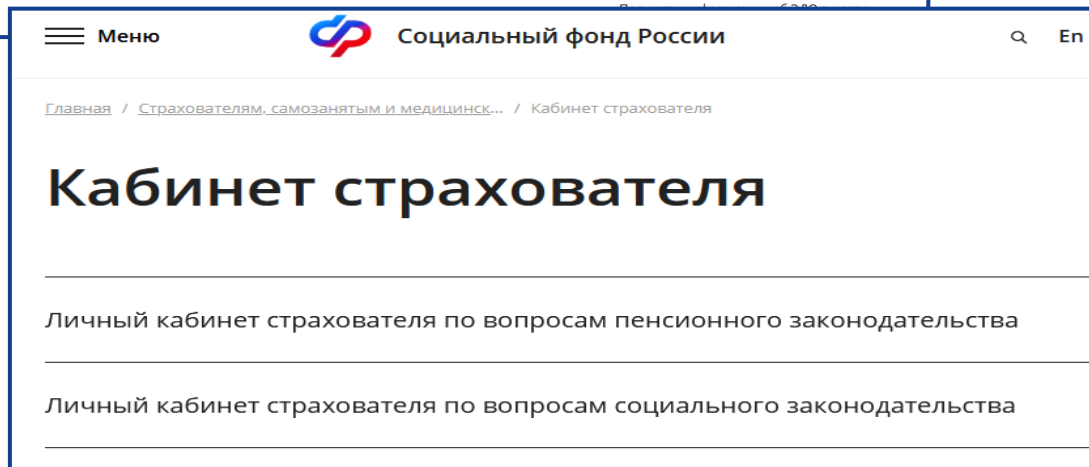 Меню
Социальный фонд России
En
Главная / Страхователям, самозанятым и медицинск... / Кабинет страхователя
Кабинет страхователя
Личный кабинет страхователя по вопросам пенсионного законодательства
Личный кабинет страхователя по вопросам социального законодательства